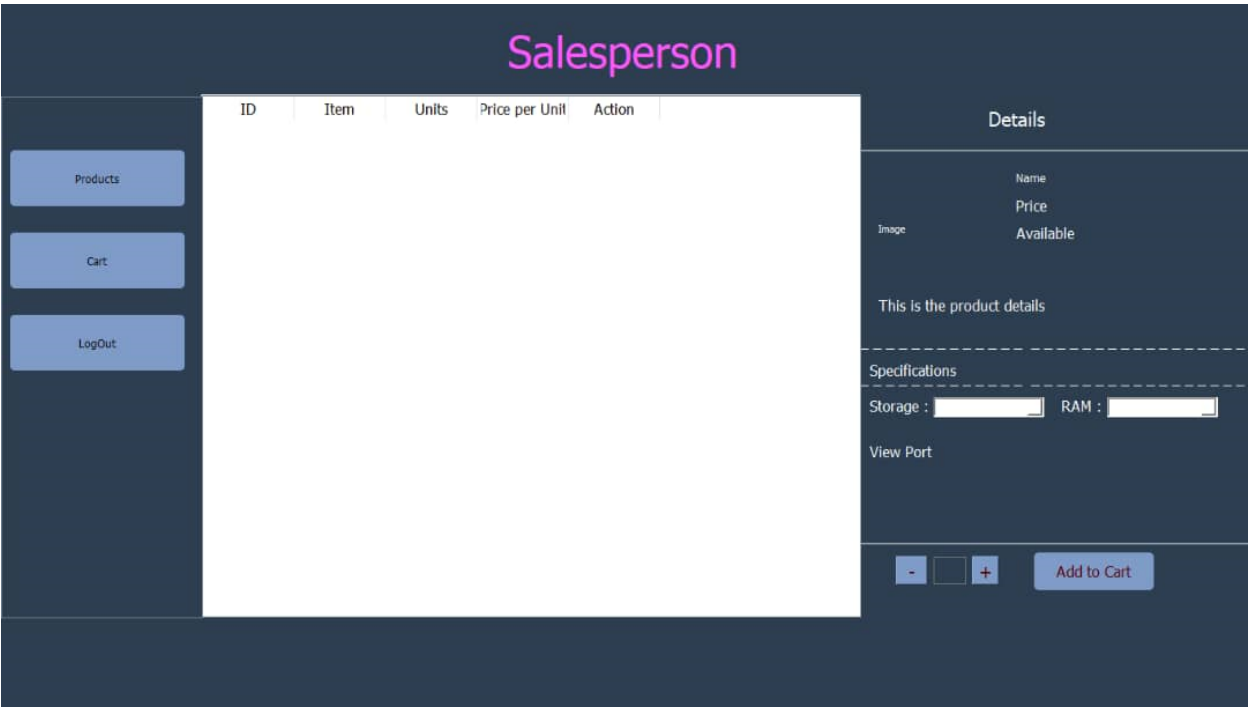 Salesperson
ID Item Units Price per Unit Action
Products
Cart
LogOut
Details
Name
Price
Image
Available
This is the product details
Specifications
Storage : RAM :
View Port
- + Add to Cart